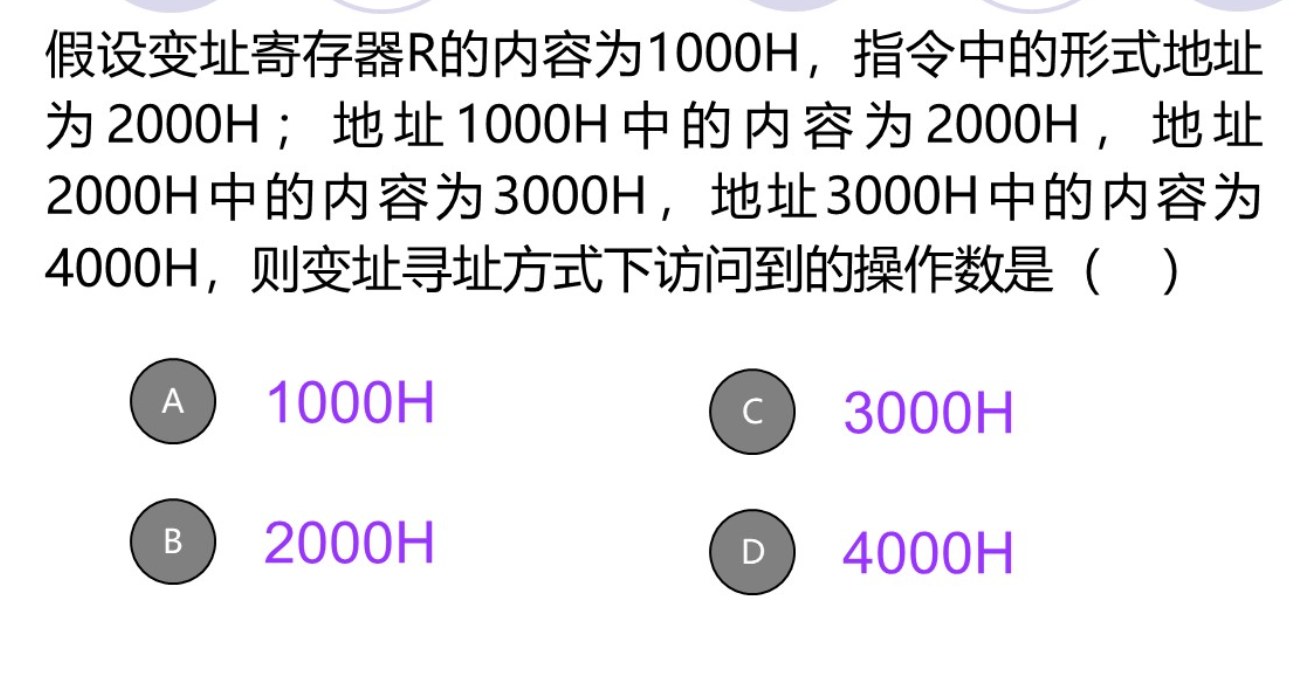 假设变址寄存器R的内容为1000H，指令中的形式地址
为2000H；地址1000H中的内容为2000H，地址
2000H中的内容为3000H，地址3000H中的内容为
4000H，则变址寻址方式下访问到的操作数是（ ）
A 1000H
B 2000H
C 3000H
D 4000H